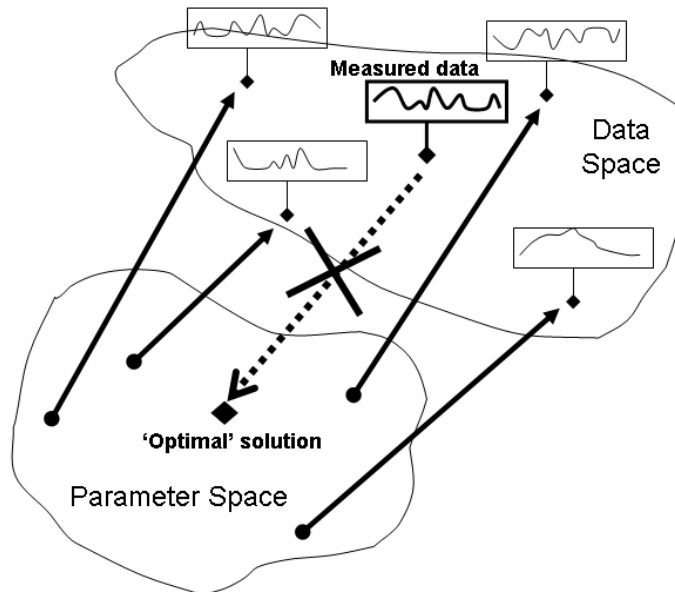 Measured data
Data
Space
‘Optimal’ solution
Parameter Space